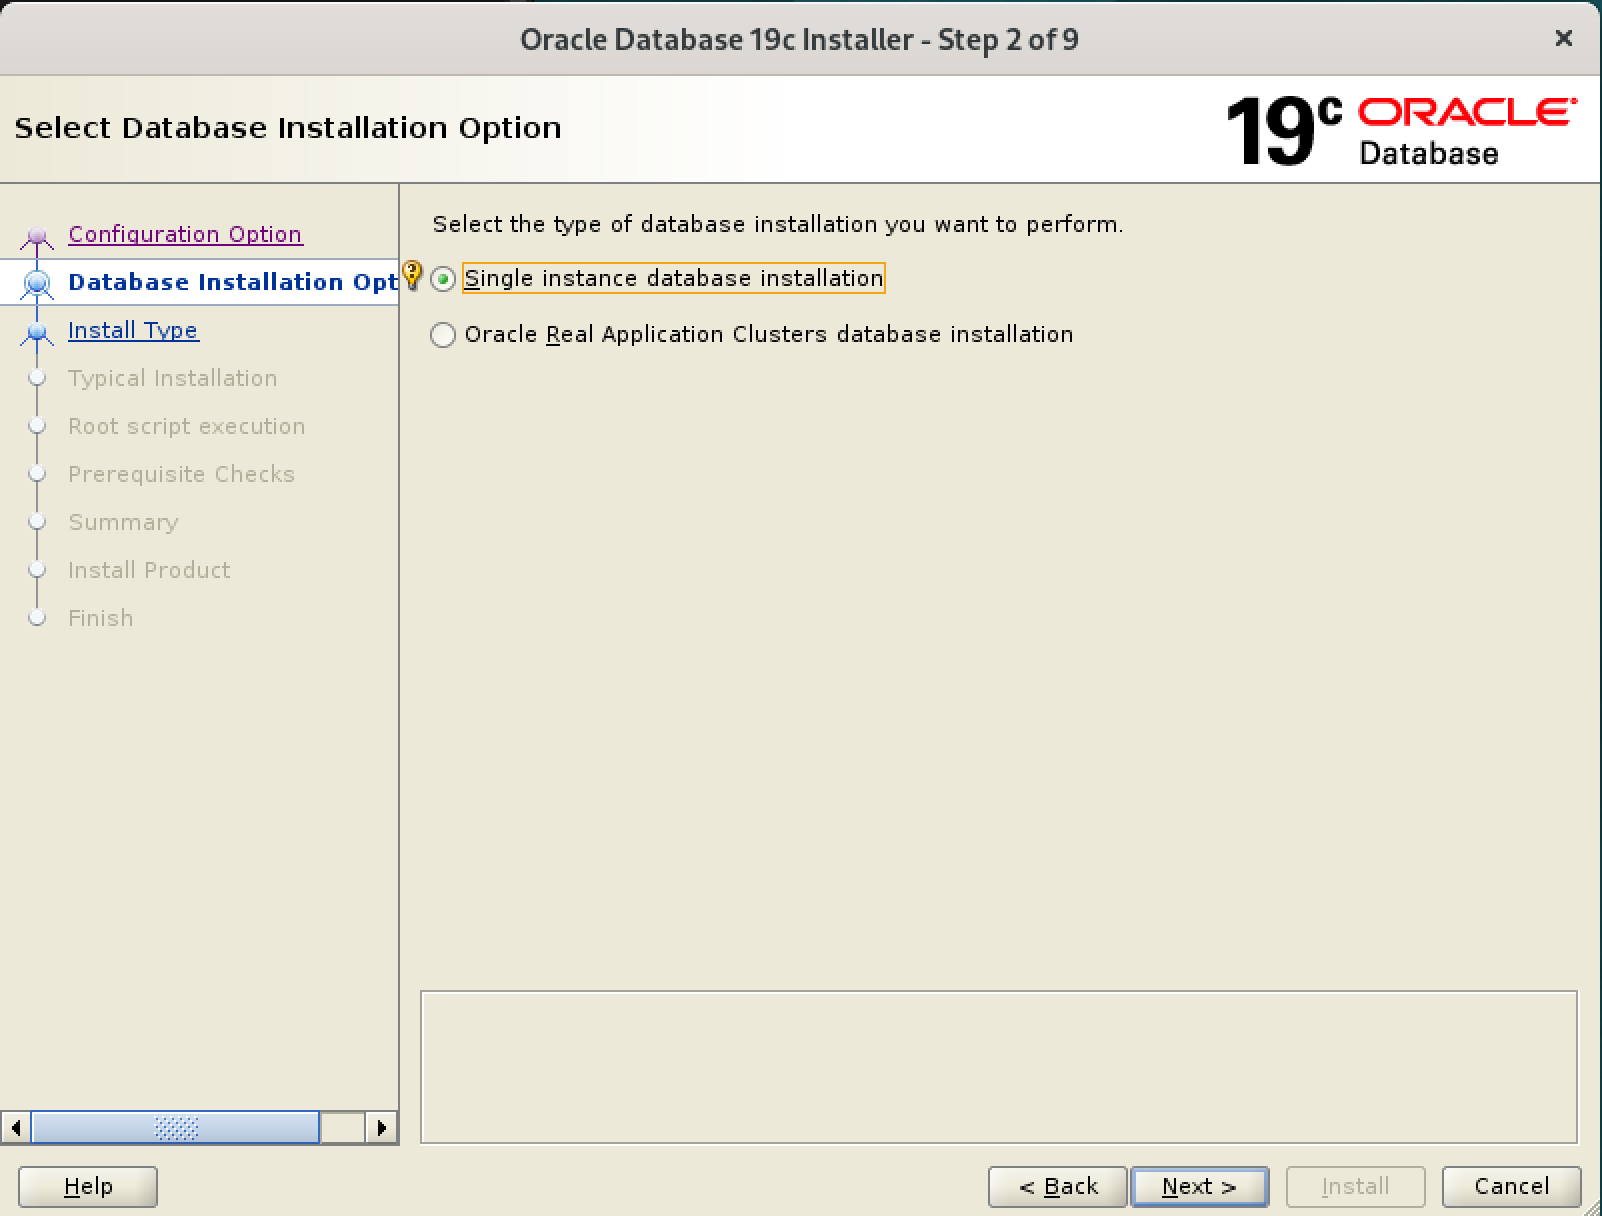 Oracle Database 19c Installer - Step 2 of 9
Select Database Installation Option
19c ORACLE
Database
Configuration Option
Database Installation Opt
Install Type
Typical Installation
Root script execution
Prerequisite Checks
Summary
Install Product
Finish
Select the type of database installation you want to perform.
Single instance database installation
Oracle Real Application Clusters database installation
Help
< Back
Next >
Install
Cancel